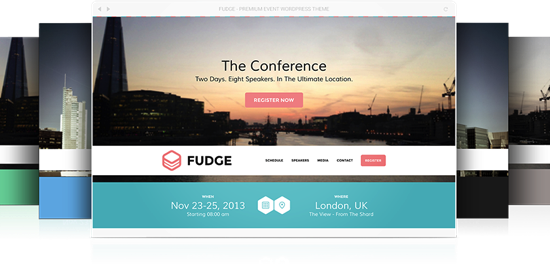 FUDGE - PREMIUM EVENT WORDPRESS THEME
The Conference
Two Days. Eight Speakers. In The Ultimate Location.
REGISTER NOW
FUDGE
SCHEDULE SPEAKERS MEDIA CONTACT REGISTER
WHEN
Nov 23-25, 2013
Starting 08:00 am
WHERE
London, UK
The View - From The Shard